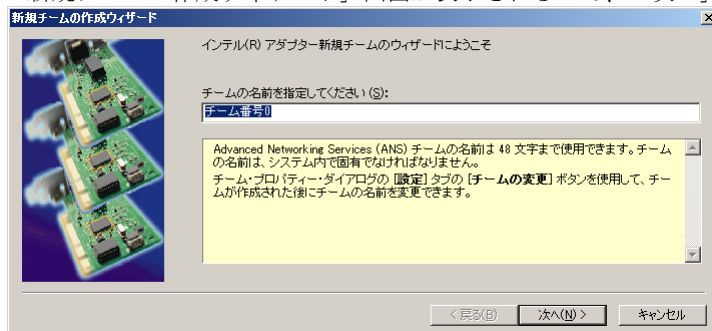 新規チームの作成ウィザード
インテル(R) アダプター新規チームのウィザードにようこそ
チームの名前を指定してください(S):
チーム番号0
Advanced Networking Services (ANS) チームの名前は 48 文字まで使用できます。チーム
の名前は、システム内で固有でなければなりません。
チーム・プロパティー・ダイアログの [設定] タブの [チームの変更] ボタンを使用して、チー
ムが作成された後にチームの名前を変更できます。
< 戻る(B)
次へ(N) >
キャンセル